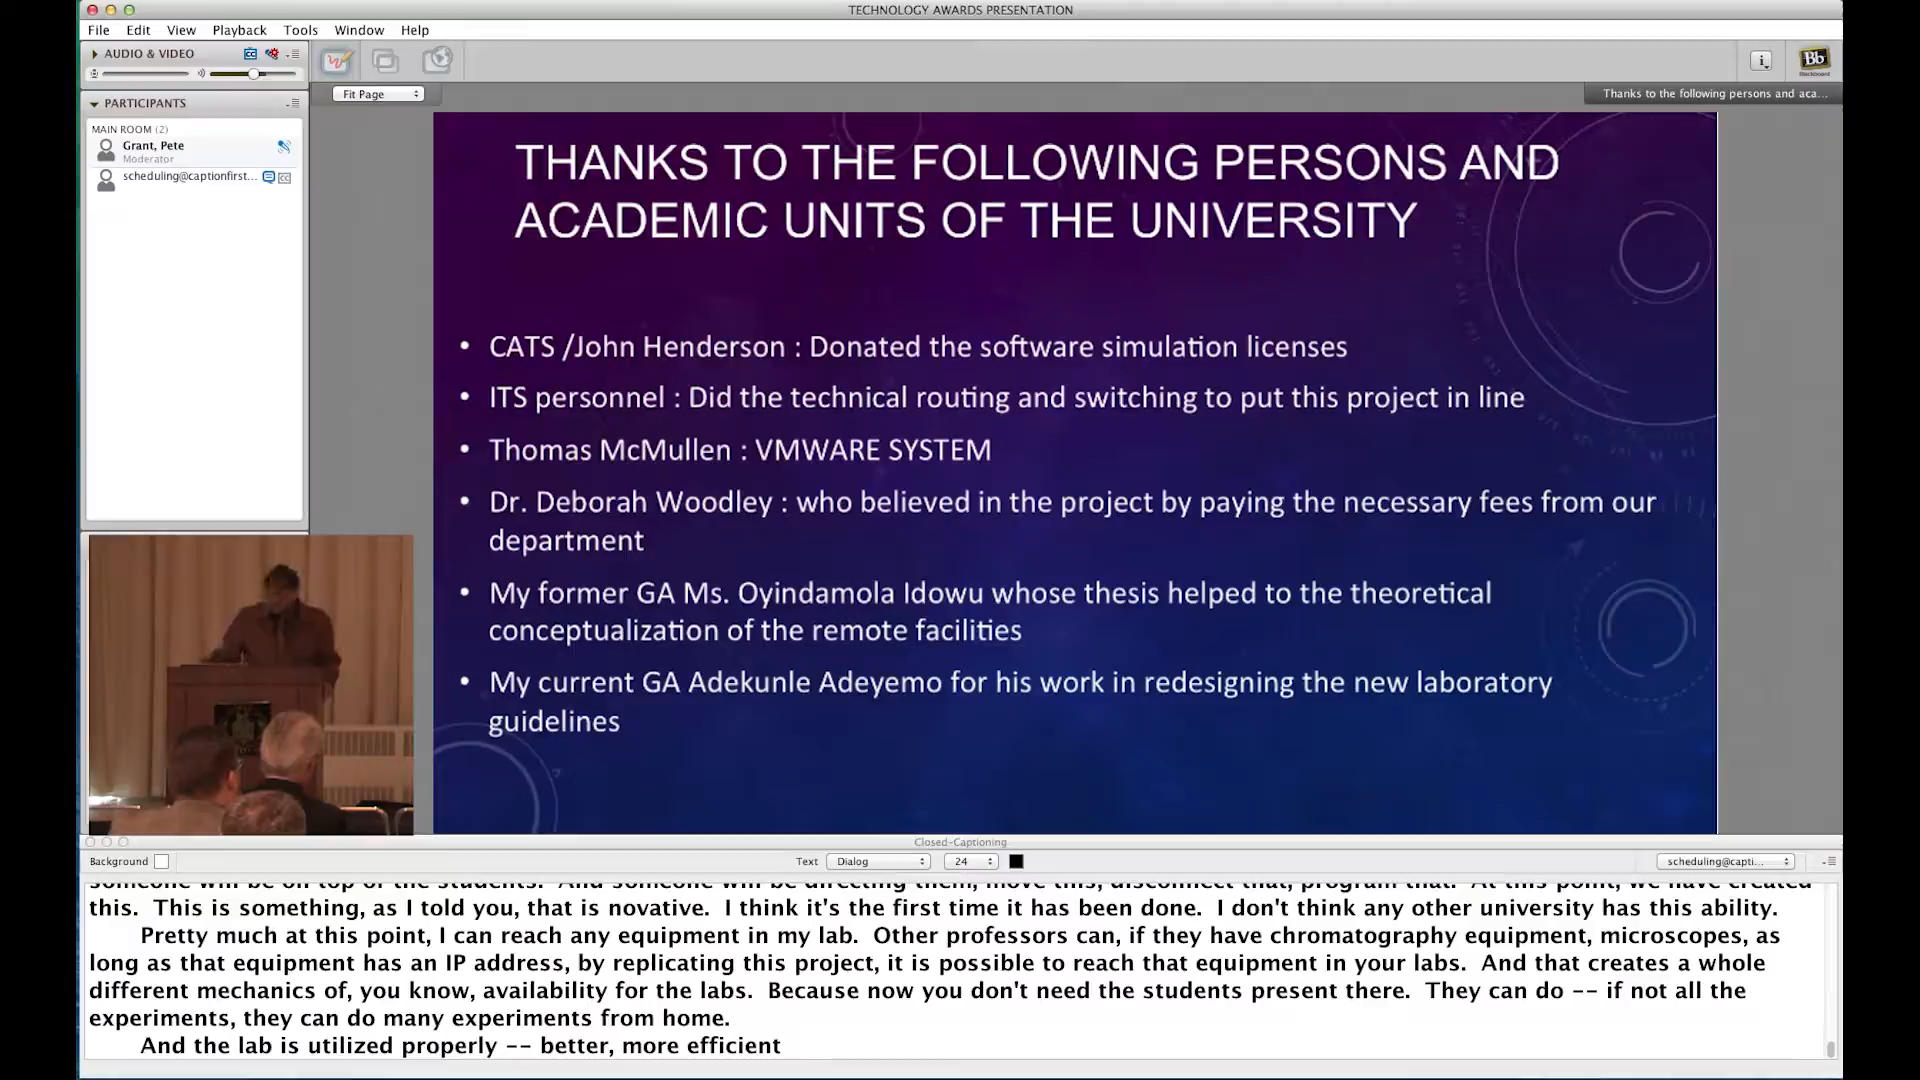 TECHNOLOGY AWARDS PRESENTATION
File Edit View Playback Tools Window Help
AUDIO & VIDEO
PARTICIPANTS
MAIN ROOM (2)
Grant, Pete
Moderator
scheduling@captionfirst...
Fit Page
Thanks to the following persons and aca...
Bb
Blackboard
THANKS TO THE FOLLOWING PERSONS AND
ACADEMIC UNITS OF THE UNIVERSITY
• CATS /John Henderson : Donated the software simulation licenses
• ITS personnel : Did the technical routing and switching to put this project in line
• Thomas McMullen : VMWARE SYSTEM
• Dr. Deborah Woodley : who believed in the project by paying the necessary fees from our
department
• My former GA Ms. Oyindamola Idowu whose thesis helped to the theoretical
conceptualization of the remote facilities
• My current GA Adekunle Adeyemo for his work in redesigning the new laboratory
guidelines
Closed-Captioning
Background Text Dialog 24 scheduling@capti...
someone will be on top of the students. And someone will be directing them, move this, disconnect that, program that. At this point, we have created
this. This is something, as I told you, that is novative. I think it's the first time it has been done. I don't think any other university has this ability.
Pretty much at this point, I can reach any equipment in my lab. Other professors can, if they have chromatography equipment, microscopes, as
long as that equipment has an IP address, by replicating this project, it is possible to reach that equipment in your labs. And that creates a whole
different mechanics of, you know, availability for the labs. Because now you don't need the students present there. They can do -- if not all the
experiments, they can do many experiments from home.
And the lab is utilized properly -- better, more efficient